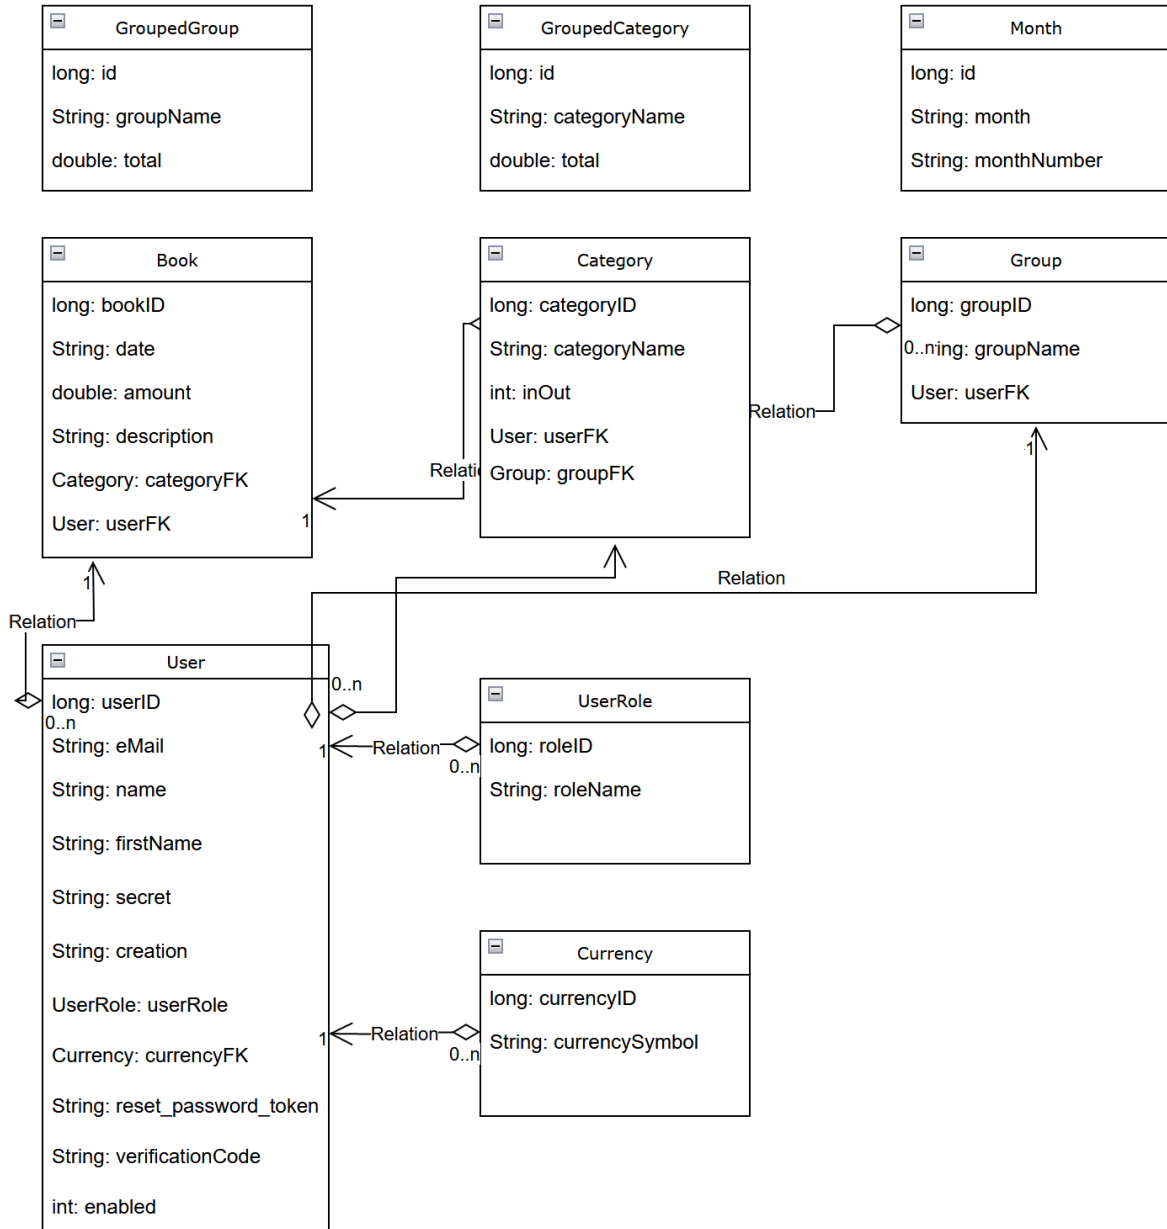 GroupedGroup
long: id
String: groupName
double: total
GroupedCategory
long: id
String: categoryName
double: total
Month
long: id
String: month
String: monthNumber
Book
long: bookID
String: date
double: amount
String: description
Category: categoryFK
User: userFK
1
1
Relation
Category
long: categoryID
String: categoryName
int: inOut
User: userFK
Group: groupFK
Relation
Group
long: groupID
0..n
groupName
User: userFK
1
Relation
Relation
User
long: userID
0..n
String: eMail
String: name
String: firstName
String: secret
String: creation
UserRole: userRole
Currency: currencyFK
String: reset_password_token
String: verificationCode
int: enabled
0..n
1
Relation
0..n
UserRole
long: roleID
String: roleName
1
Relation
0..n
Currency
long: currencyID
String: currencySymbol